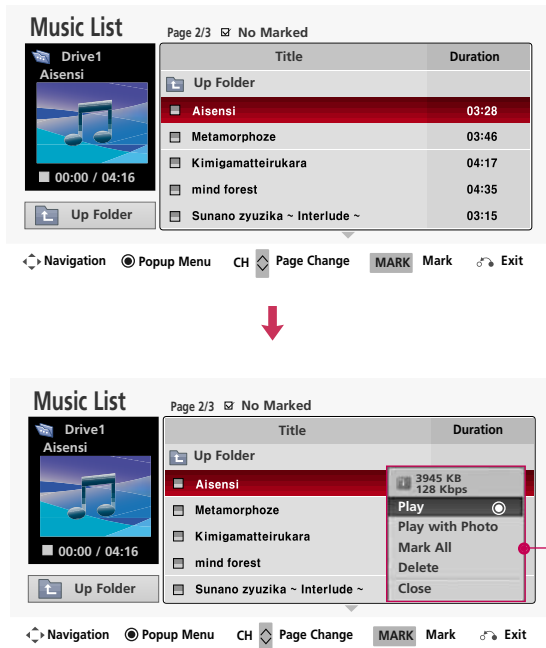 Music List
Page 2/3 No Marked
Drive1
Aisensi
00:00 / 04:16
Up Folder
Title Duration
Up Folder
Aisensi 03:28
Metamorphoze 03:46
Kimigamatteirukara 04:17
mind forest 04:35
Sunano zyuzika ~ Interlude ~ 03:15
Navigation Popup Menu CH Page Change MARK Mark Exit
Music List
Page 2/3 No Marked
Drive1
Aisensi
00:00 / 04:16
Up Folder
Title Duration
Up Folder
Aisensi
Metamorphoze
Kimigamatteirukara
mind forest
Sunano zyuzika ~ Interlude ~
3945 KB
128 Kbps
Play
Play with Photo
Mark All
Delete
Close
Navigation Popup Menu CH Page Change MARK Mark Exit